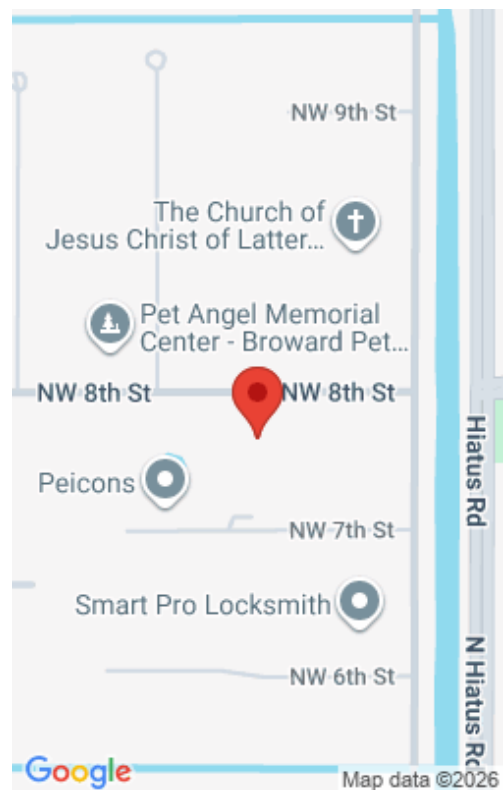 NW 9th St
The Church of
Jesus Christ of Latter...
Pet Angel Memorial
Center - Broward Pet...
NW 8th St
NW 8th St
Hiatus Rd
Peicons
NW 7th St
Smart Pro Locksmith
N Hiatus Rd
NW 6th St
Google
Map data ©2026